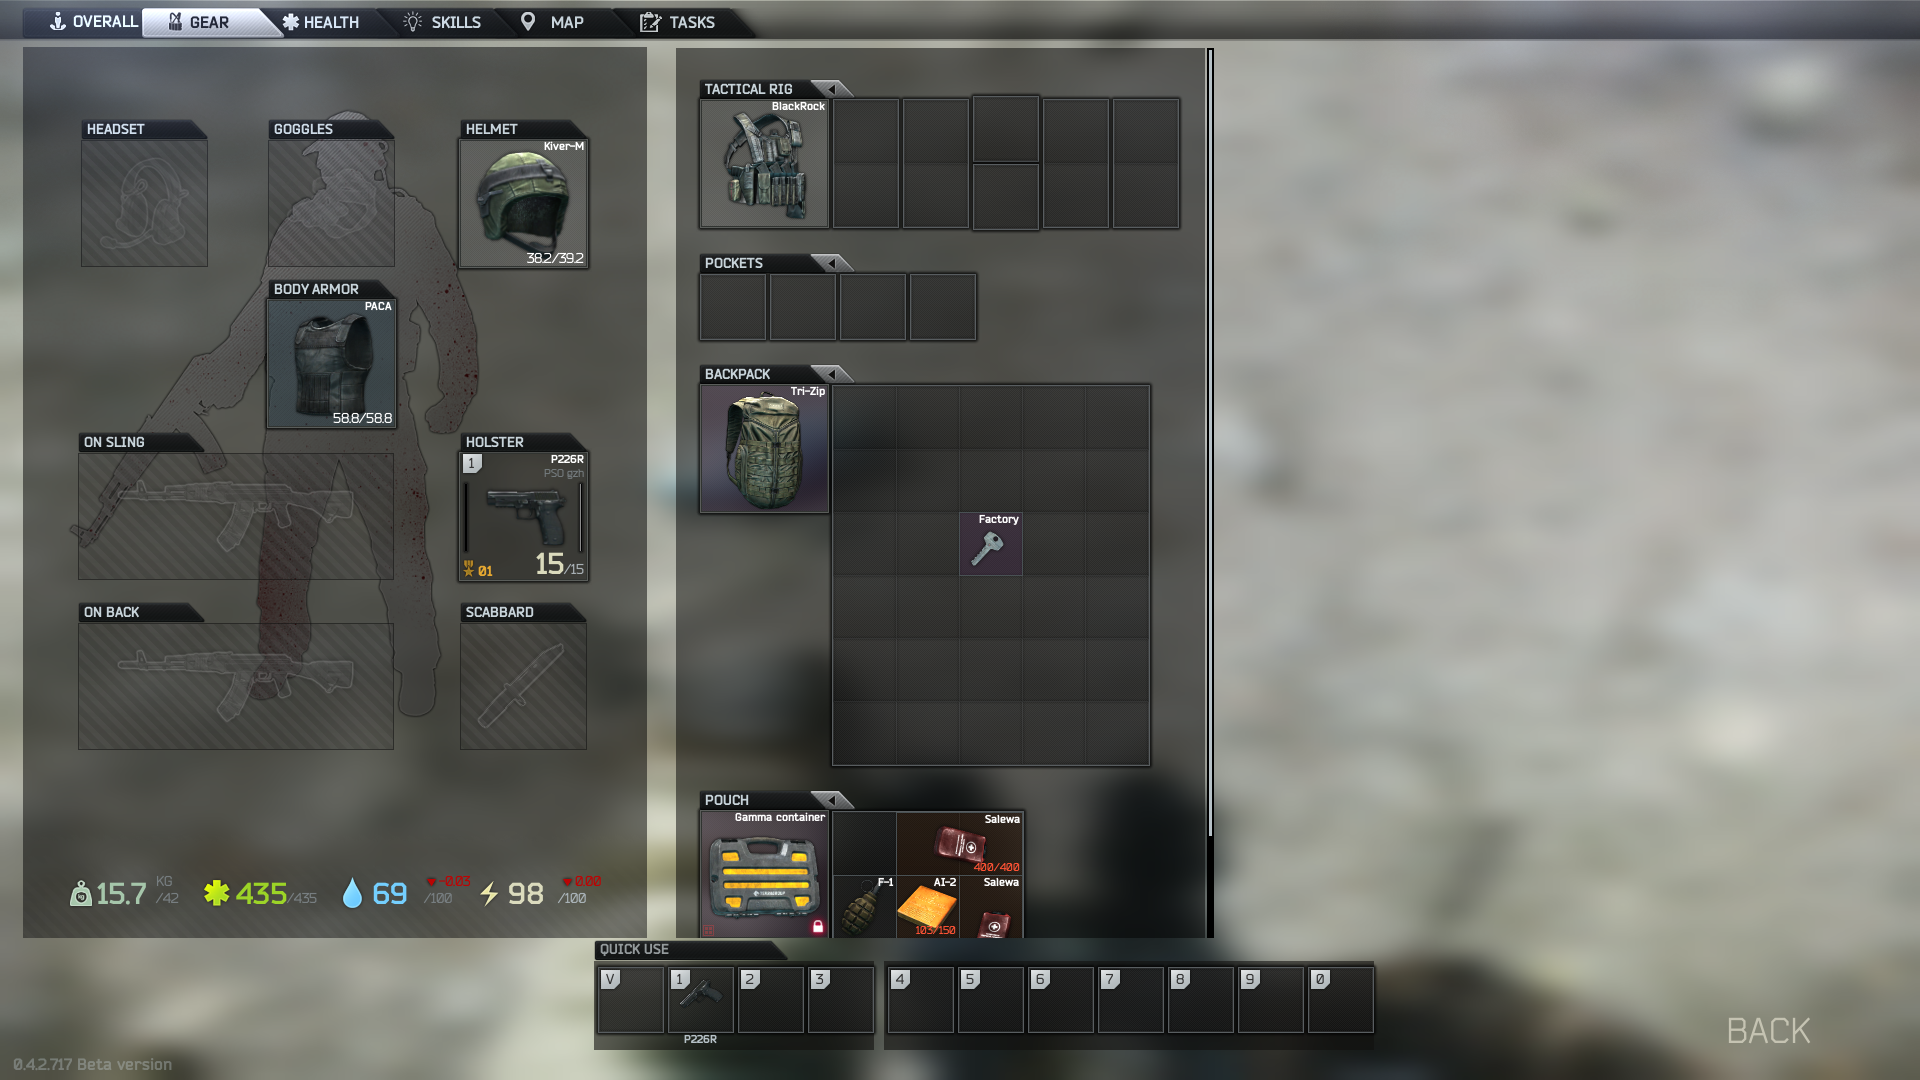 OVERALL
GEAR
HEALTH
SKILLS
MAP
TASKS
HEADSET
GOGGLES
HELMET
Kiver-M
38.2/39.2
BODY ARMOR
PACA
58.8/58.8
ON SLING
HOLSTER
1
P226R
PSO gzh
01
15/15
ON BACK
SCABBARD
15.7 KG /42
435/435
69 -0.03 /100
98 0.00 /100
TACTICAL RIG
BlackRock
POCKETS
BACKPACK
Tri-Zip
Factory
POUCH
Gamma container
Salewa
400/400
F-1
AI-2
103/150
Salewa
QUICK USE
V
1
2
3
4
5
6
7
8
9
0
P226R
BACK
0.4.2.717 Beta version